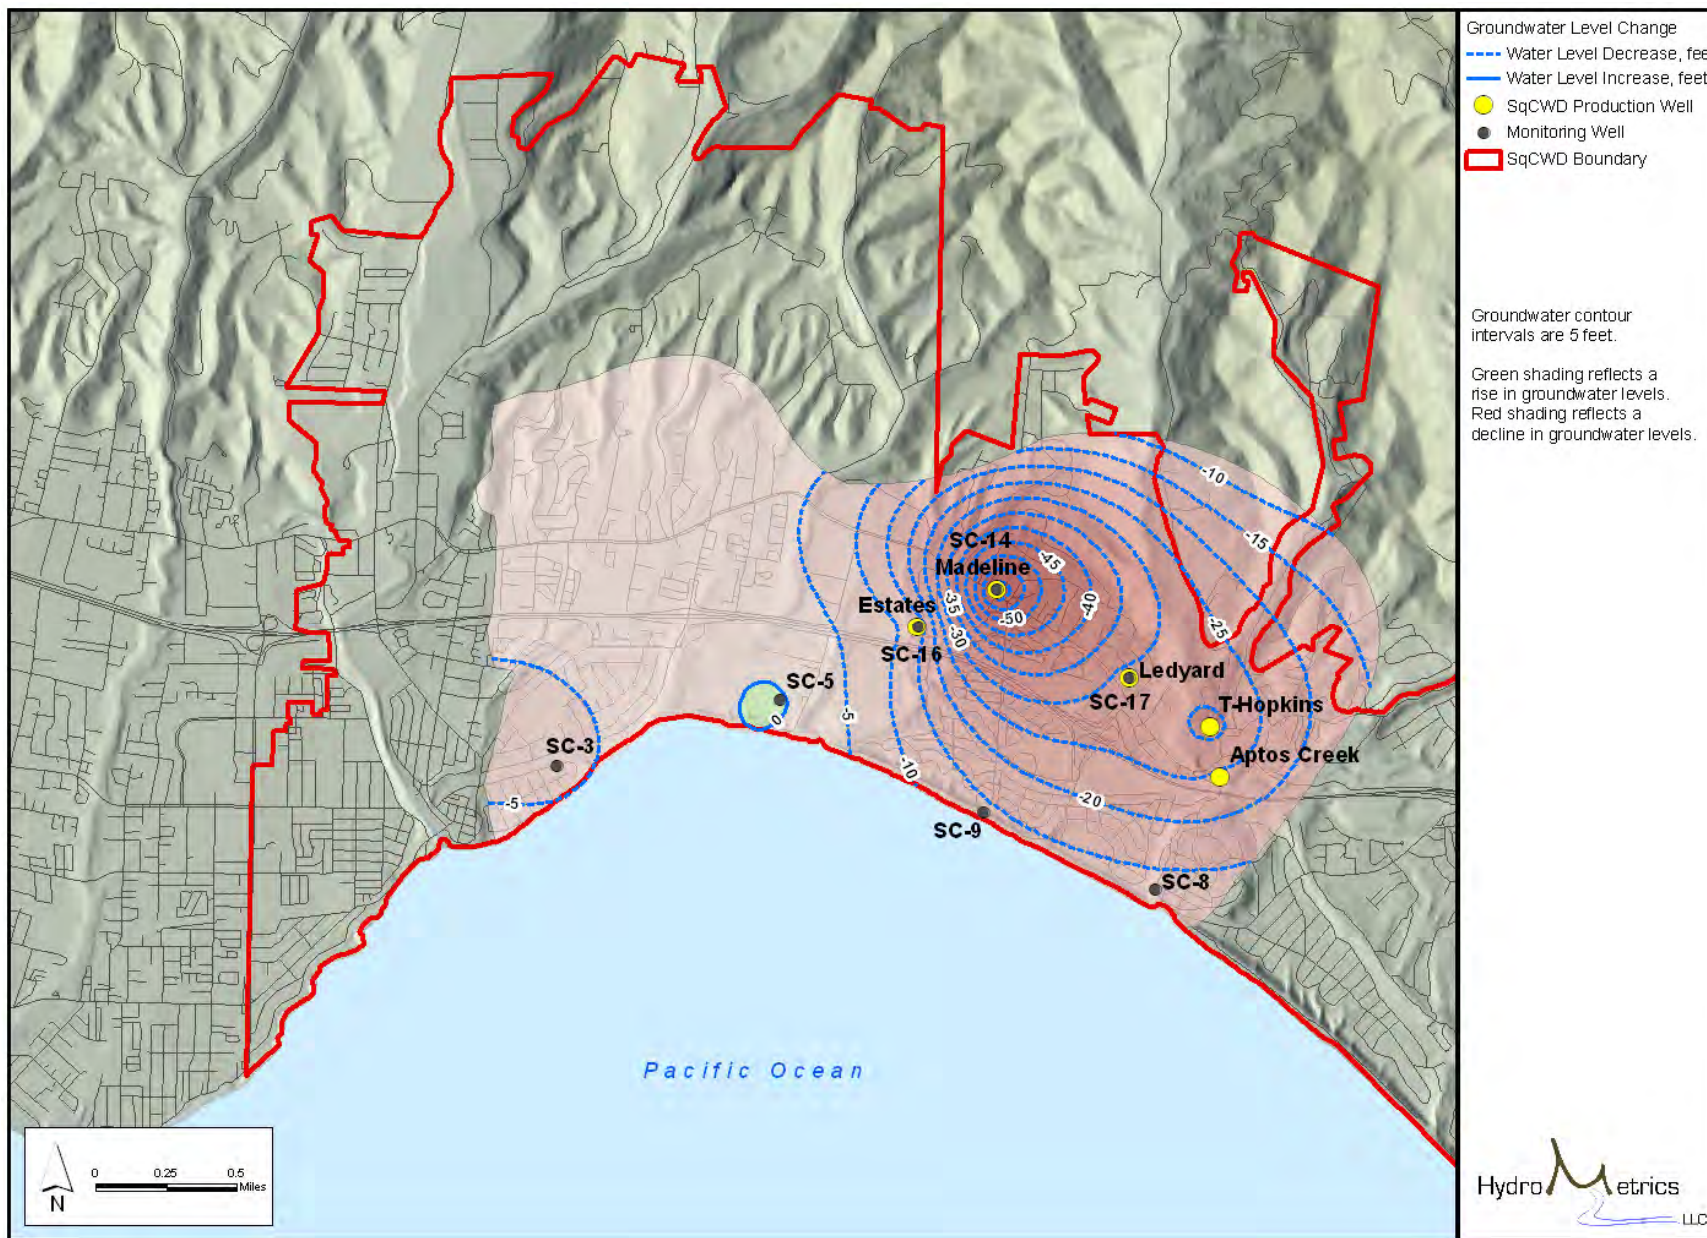 Groundwater Level Change
Water Level Decrease, fee
Water Level Increase, feet
SqCWD Production Well
Monitoring Well
SqCWD Boundary
Groundwater contour
intervals are 5 feet.
Green shading reflects a
rise in groundwater levels.
Red shading reflects a
decline in groundwater levels.
-10
-15
SC-14
-45
Madeline
-35
Estates
-40
-50
-25
-30
SC-16
Ledyard
SC-5
SC-17
T-Hopkins
0
-5
SC-3
Aptos Creek
-10
-5
-20
SC-9
SC-8
Pacific Ocean
N
0 0.25 0.5
Miles
HydroMetrics
LLC